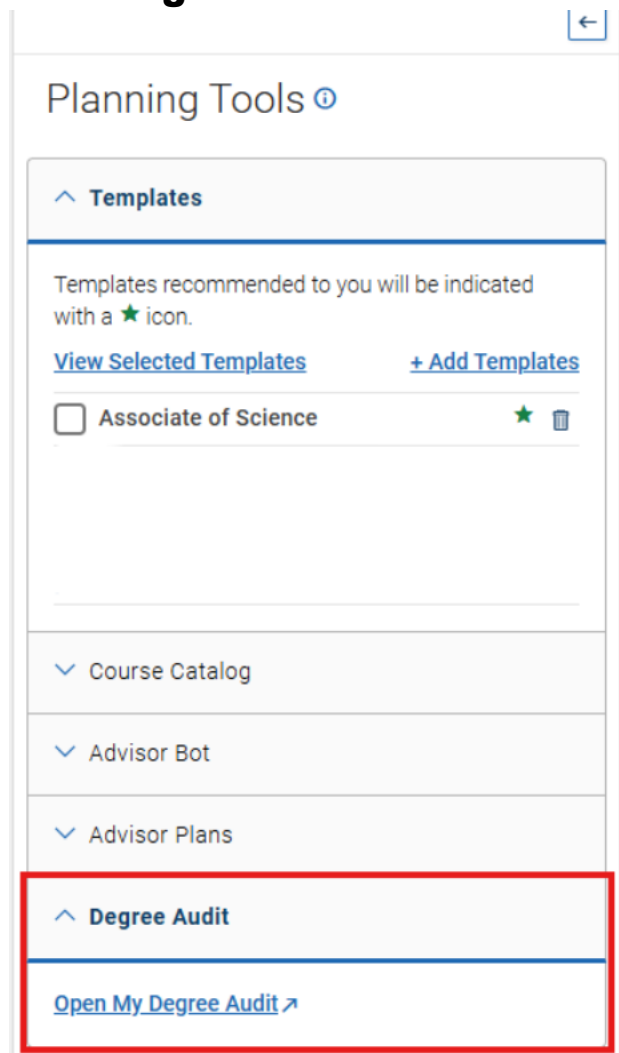 Planning Tools
Templates
Templates recommended to you will be indicated
with a ★ icon.
View Selected Templates + Add Templates
Associate of Science
Course Catalog
Advisor Bot
Advisor Plans
Degree Audit
Open My Degree Audit